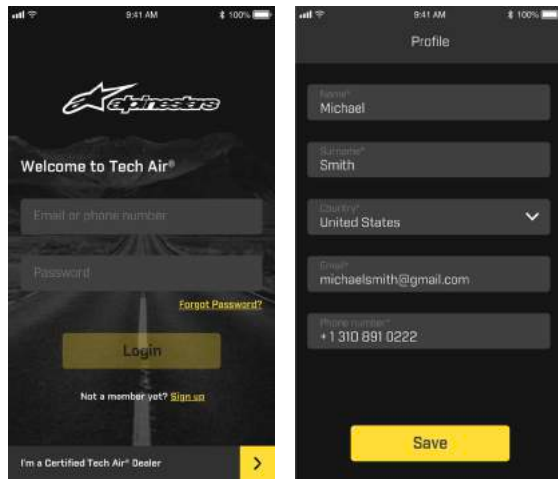 9:41 AM
100%
alpinestars
Welcome to Tech Air®
Email or phone number
Password
Forgot Password?
Login
Not a member yet? Sign up
I'm a Certified Tech Air® Dealer
9:41 AM
100%
Profile
Name*
Michael
Surname*
Smith
Country*
United States
Email*
michaelsmith@gmail.com
Phone number*
+1 310 891 0222
Save